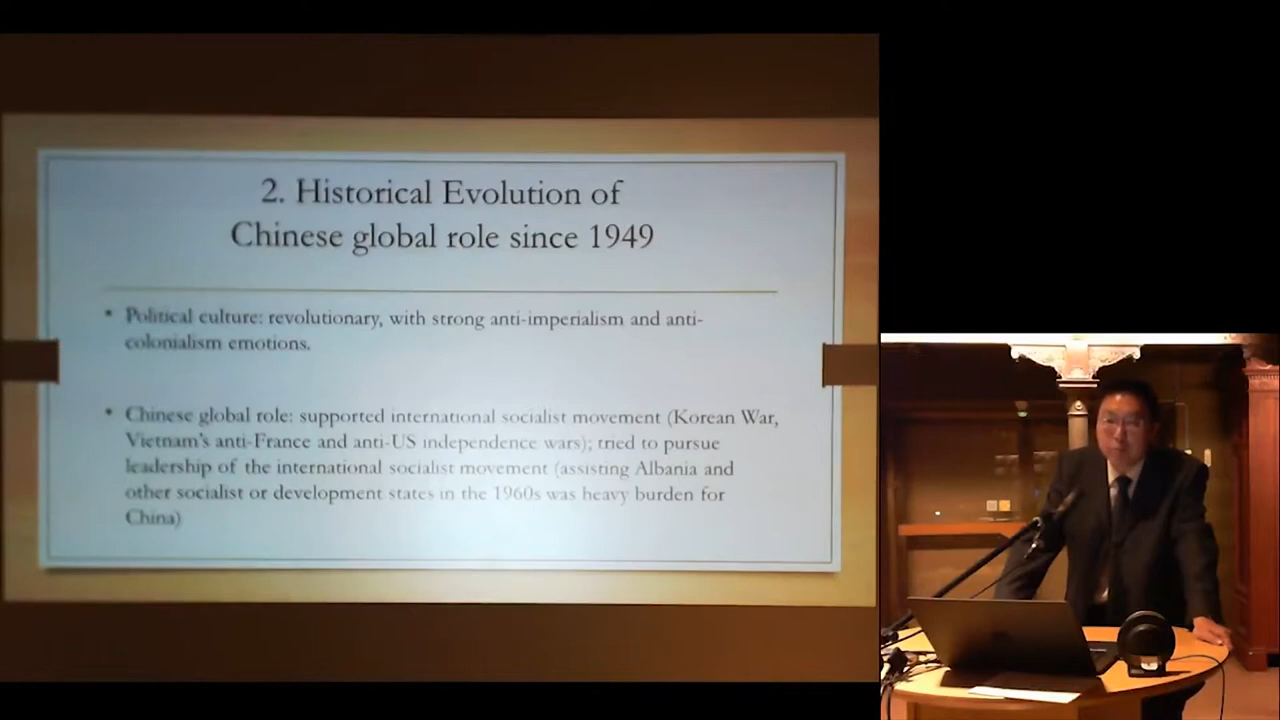 2. Historical Evolution of
Chinese global role since 1949
• Political culture: revolutionary, with strong anti-imperialism and anti-
colonialism emotions.
• Chinese global role: supported international socialist movement (Korean War,
Vietnam's anti-France and anti-US independence wars); tried to pursue
leadership of the international socialist movement (assisting Albania and
other socialist or development states in the 1960s was heavy burden for
China)